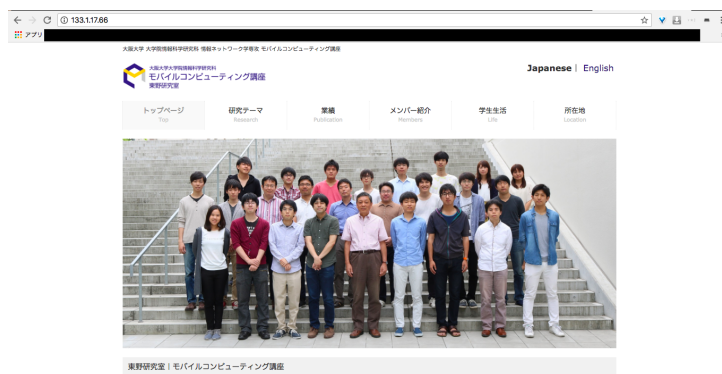 133.1.17.66
アプリ
大阪大学 大学院情報科学研究科 情報ネットワーク学専攻 モバイルコンピューティング講座
大阪大学大学院情報科学研究科
モバイルコンピューティング講座
東野研究室
Japanese | English
トップページ 研究テーマ 業績 メンバー紹介 学生生活 所在地
Top Research Publication Members Life Location
東野研究室｜モバイルコンピューティング講座